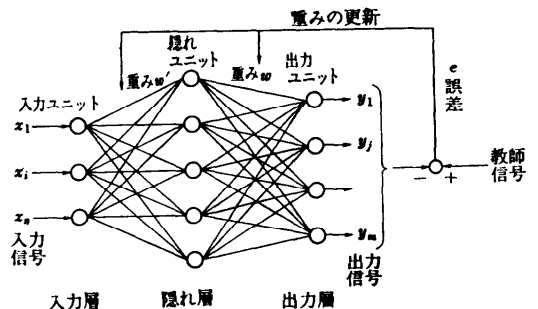 重みの更新
隠れ
ユニット
重みw′
重みw
出力
ユニット
入力ユニット
x1
xi
xn
入力
信号
y1
yj
ym
出力
信号
e
誤差
教師
信号
−
+
入力層
隠れ層
出力層